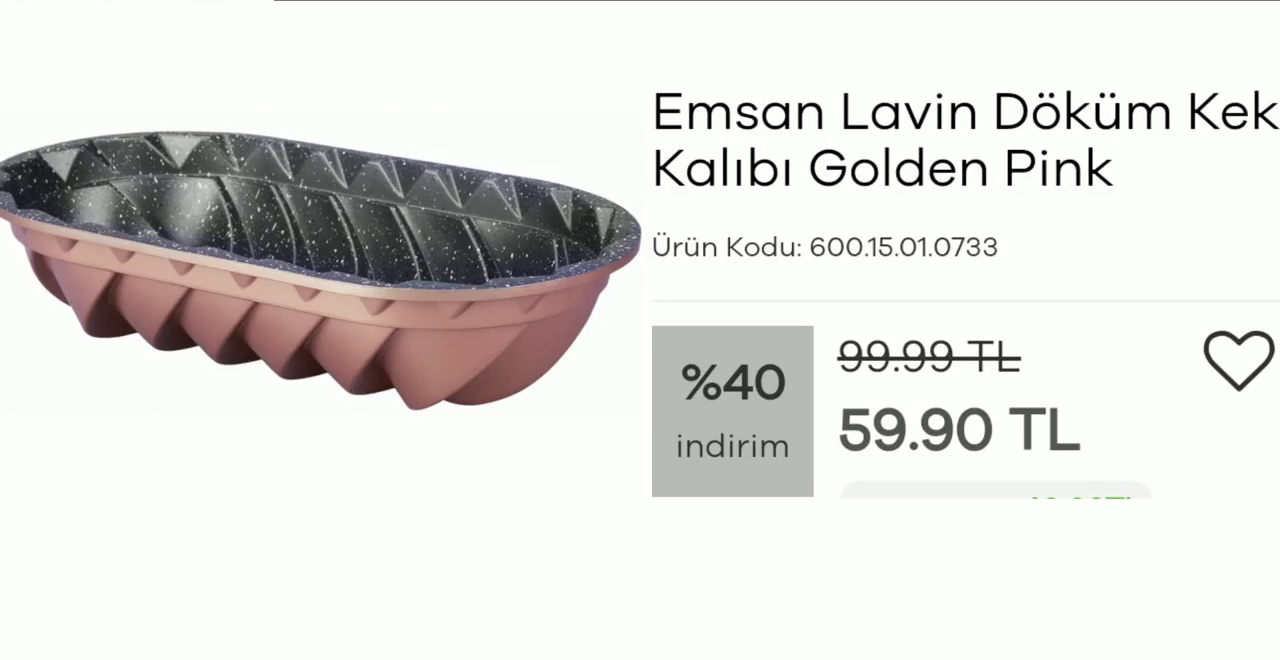 Emsan Lavin Döküm Kek
Kalıbı Golden Pink
Ürün Kodu: 600.15.01.0733
%40
indirim
99.99 TL
59.90 TL